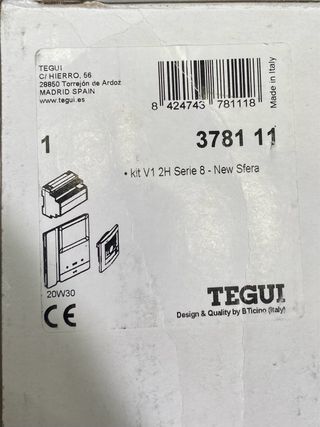 TEGUI
C/ HIERRO, 56
28850 Torrejón de Ardoz
MADRID SPAIN
www.tegui.es
8 424743 781118
Made in Italy
1
3781 11
• kit V1 2H Serie 8 - New Sfera
20W30
CE
TEGUI
Design & Quality by BTicino (Italy)